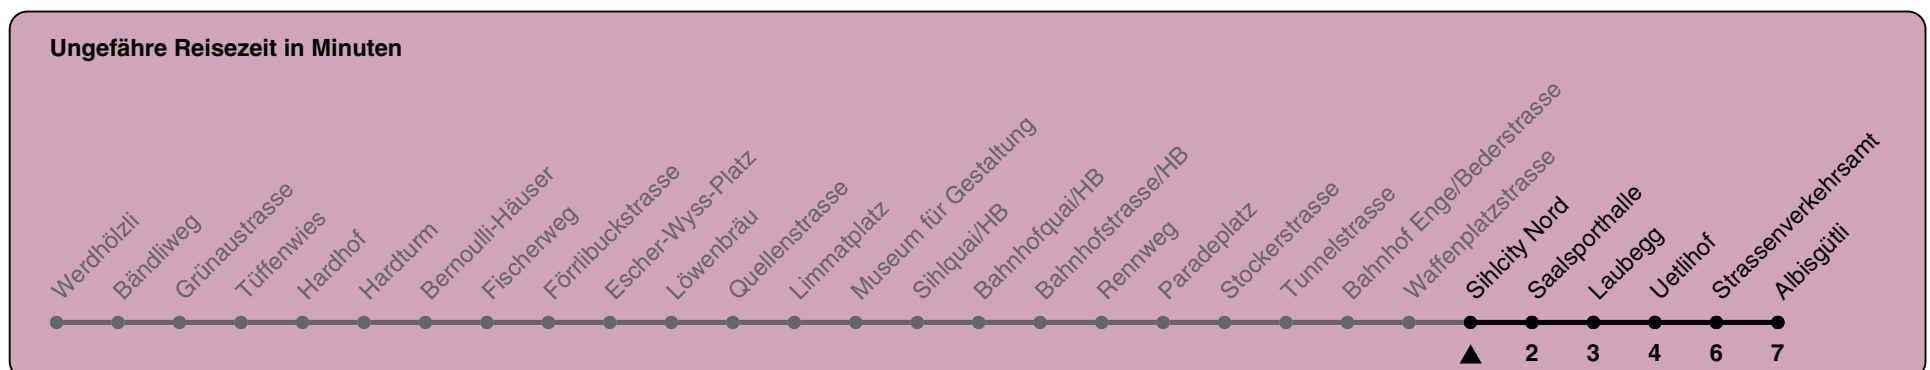 Ungefähre Reisezeit in Minuten
Werdhölzli
Bändliweg
Grünaustrasse
Tüffenwies
Hardhof
Hardturm
Bernoulli-Häuser
Fischerweg
Förrlibuckstrasse
Escher-Wyss-Platz
Löwenbräu
Quellenstrasse
Limmatplatz
Museum für Gestaltung
Sihlquai/HB
Bahnhofquai/HB
Bahnhofstrasse/HB
Rennweg
Paradeplatz
Stockerstrasse
Tunnelstrasse
Bahnhof Enge/Bederstrasse
Waffenplatzstrasse
Sihlcity Nord
Saalsporthalle
Laubegg
Uetlihof
Strassenverkehrsamt
Albisgütli
2 3 4 6 7